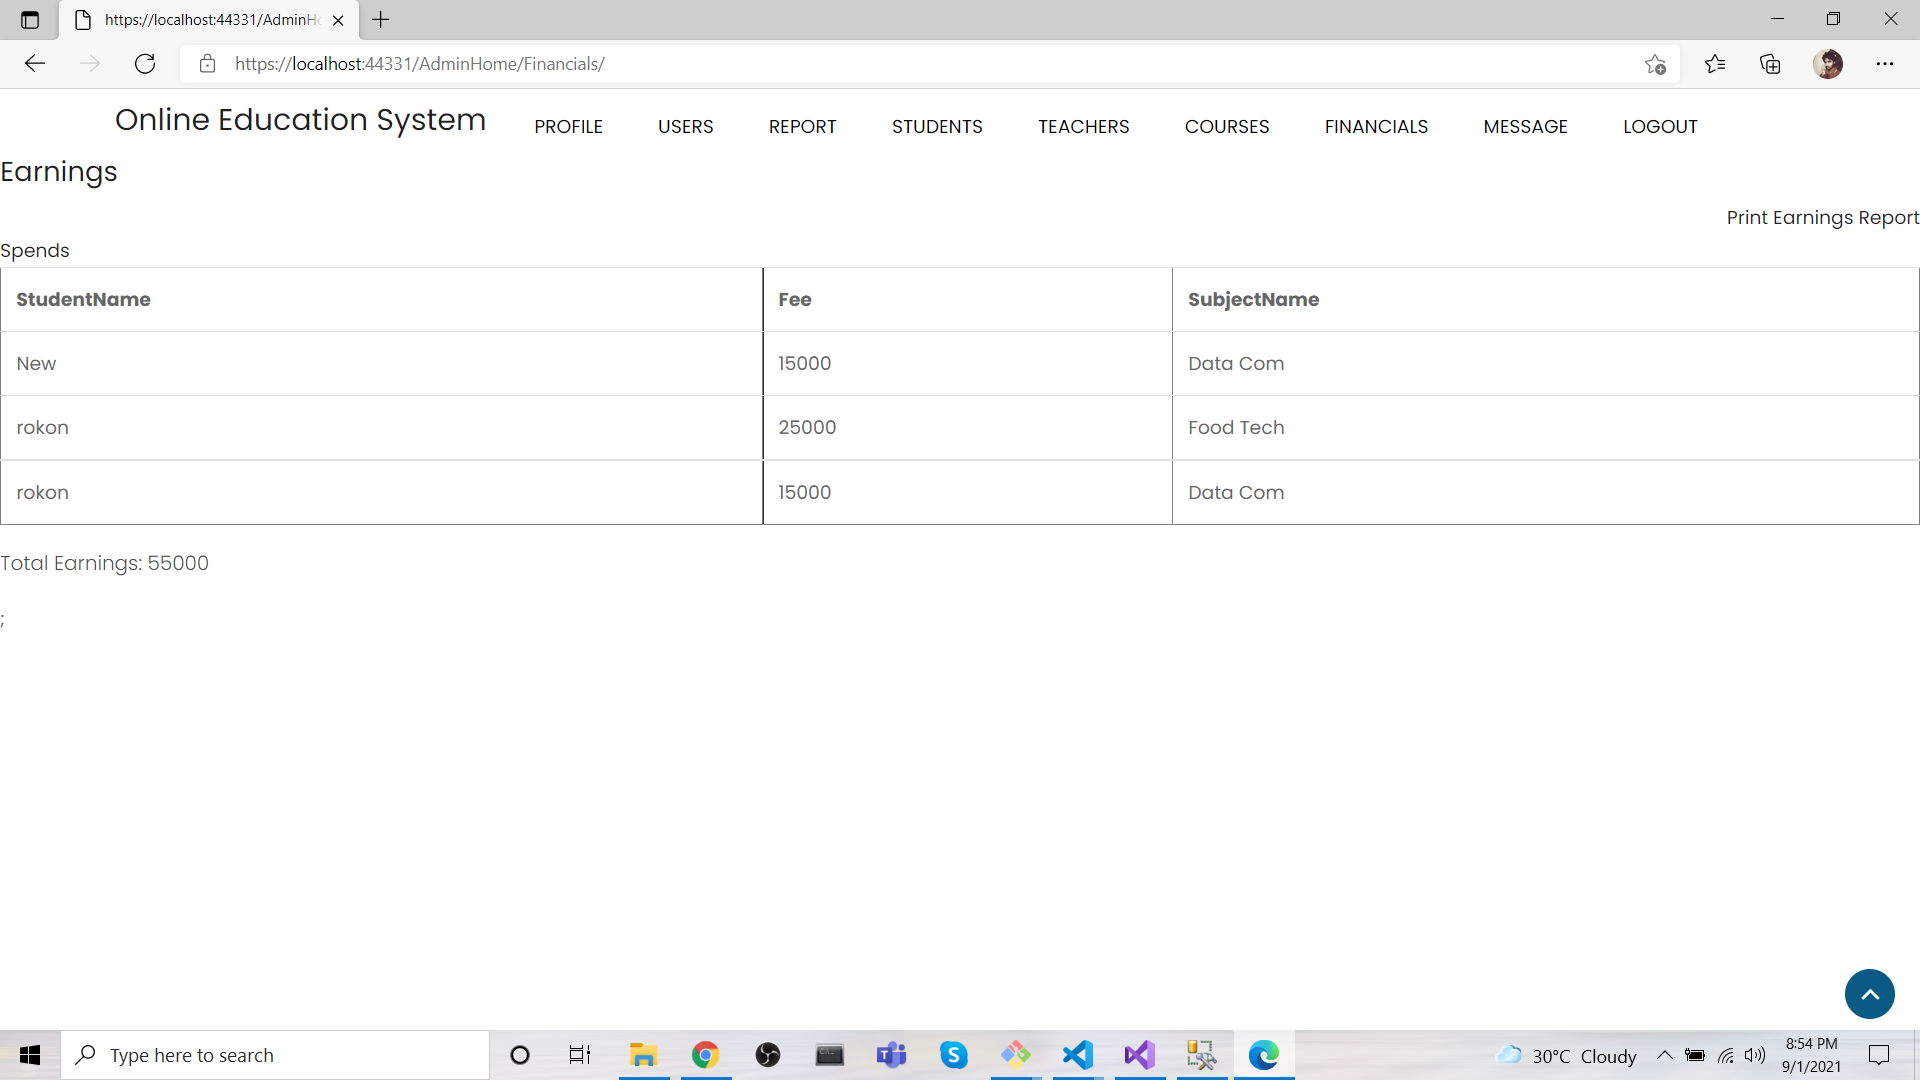 https://localhost:44331/AdminHo
https://localhost:44331/AdminHome/Financials/
Online Education System PROFILE USERS REPORT STUDENTS TEACHERS COURSES FINANCIALS MESSAGE LOGOUT
Earnings
Print Earnings Report
Spends
StudentName Fee SubjectName
New 15000 Data Com
rokon 25000 Food Tech
rokon 15000 Data Com
Total Earnings: 55000
;
Type here to search
30°C Cloudy
8:54 PM
9/1/2021